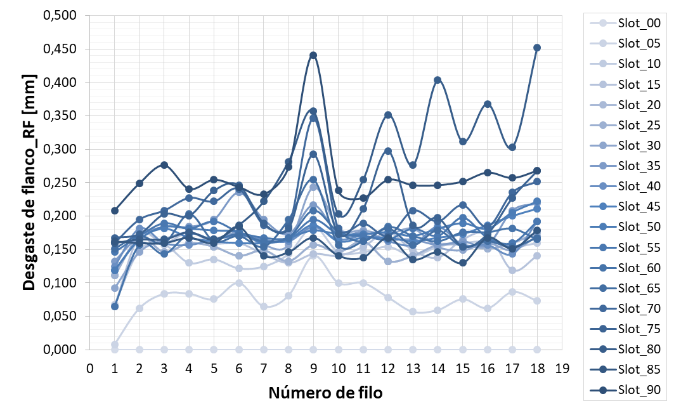 0,500
0,450
0,400
0,350
0,300
0,250
0,200
0,150
0,100
0,050
0,000
Desgaste de flanco_RF [mm]
0 1 2 3 4 5 6 7 8 9 10 11 12 13 14 15 16 17 18 19
Número de filo
Slot_00
Slot_05
Slot_10
Slot_15
Slot_20
Slot_25
Slot_30
Slot_35
Slot_40
Slot_45
Slot_50
Slot_55
Slot_60
Slot_65
Slot_70
Slot_75
Slot_80
Slot_85
Slot_90